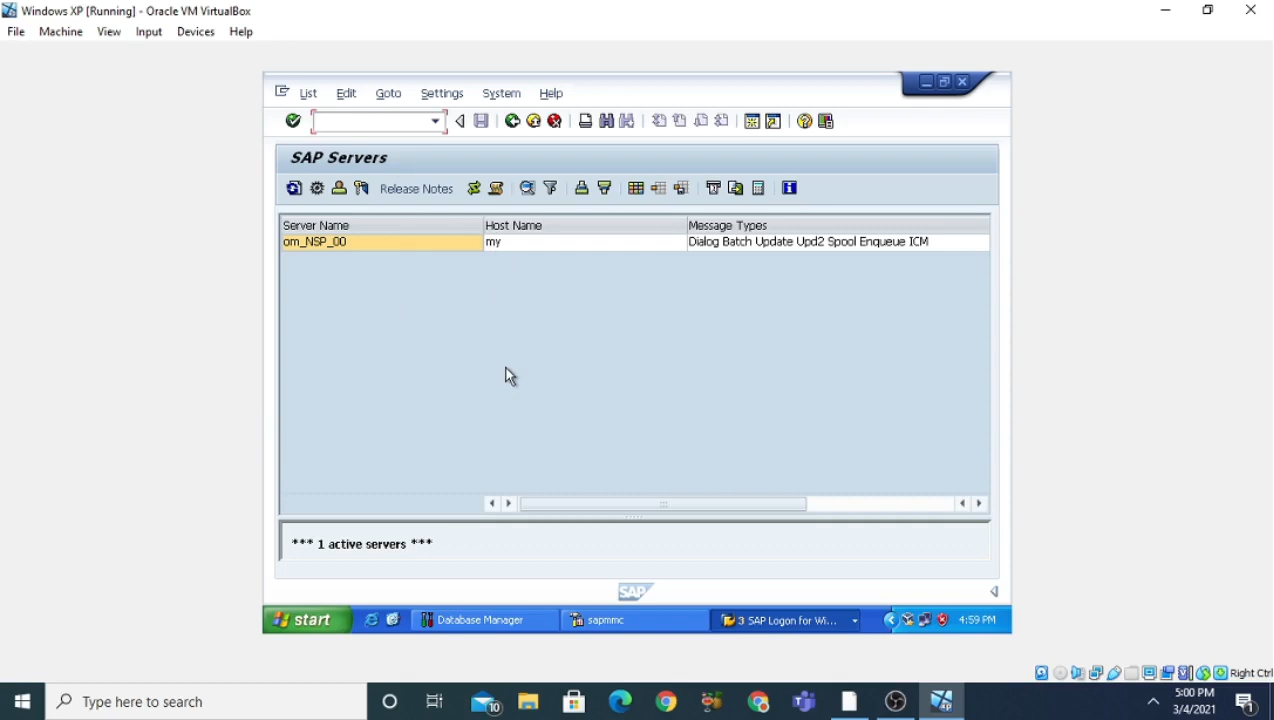 Windows XP [Running] - Oracle VM VirtualBox
File Machine View Input Devices Help
List Edit Goto Settings System Help
SAP Servers
Release Notes
Server Name Host Name Message Types
om_NSP_00 my Dialog Batch Update Upd2 Spool Enqueue ICM
*** 1 active servers ***
SAP
start Database Manager sapmmc 3 SAP Logon for Wi... 4:59 PM
Right Ctrl
Type here to search 10 5:00 PM
3/4/2021 1